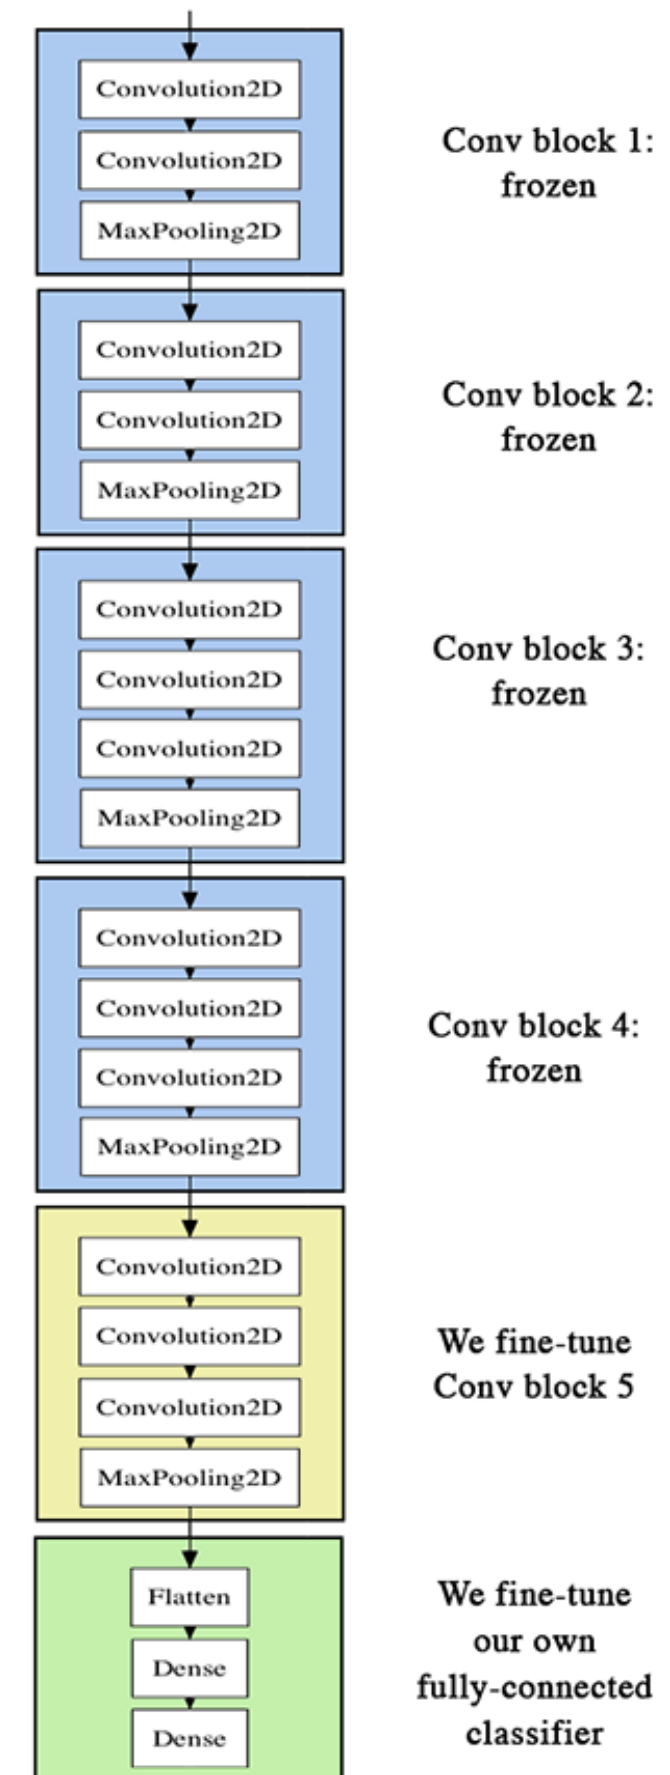 Convolution2D
Convolution2D
MaxPooling2D
Conv block 1:
frozen
Convolution2D
Convolution2D
MaxPooling2D
Conv block 2:
frozen
Convolution2D
Convolution2D
Convolution2D
MaxPooling2D
Conv block 3:
frozen
Convolution2D
Convolution2D
Convolution2D
MaxPooling2D
Conv block 4:
frozen
Convolution2D
Convolution2D
Convolution2D
MaxPooling2D
We fine-tune
Conv block 5
Flatten
Dense
Dense
We fine-tune
our own
fully-connected
classifier